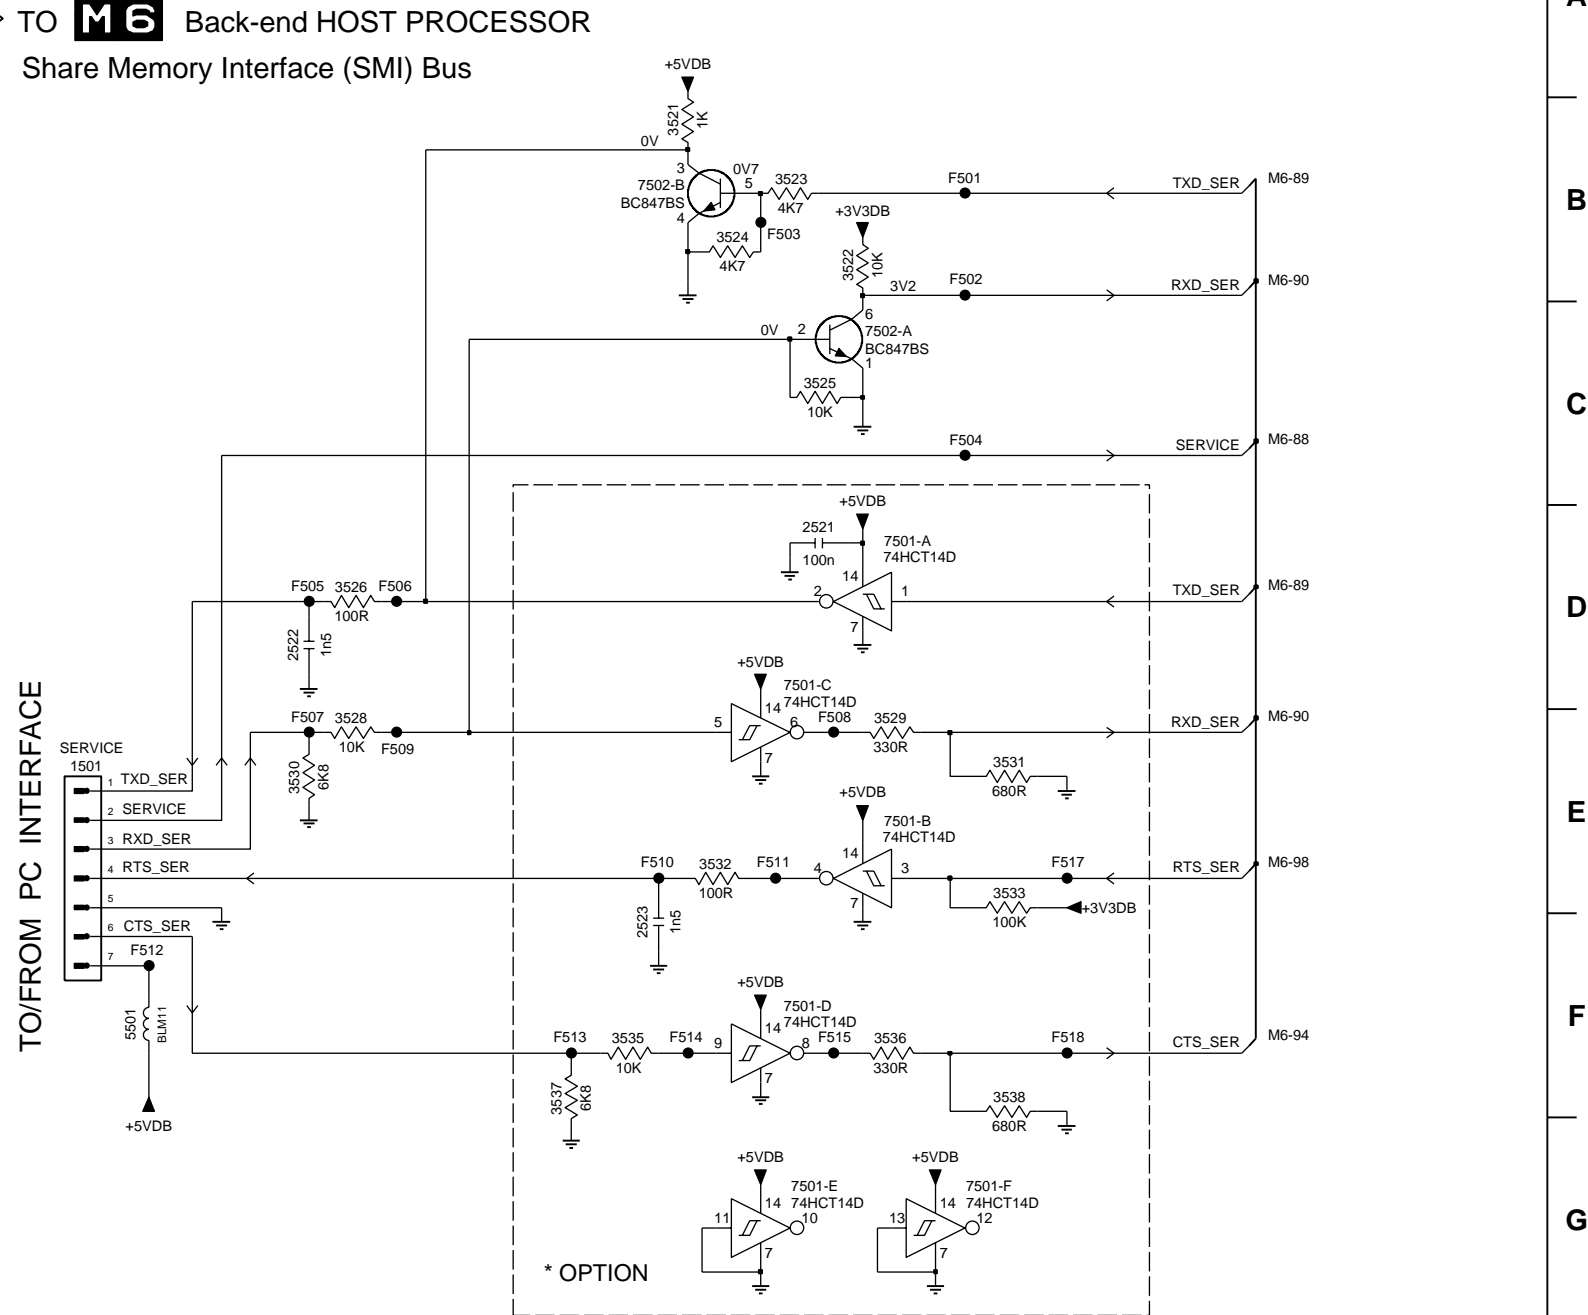 TO M 6 Back-end HOST PROCESSOR
Share Memory Interface (SMI) Bus
+5VDB
3521
1K
0V
3
7502-B
BC847BS
4
0V7
5
3523
4K7
F501
TXD_SER
M6-89
B
F503
3524
4K7
+3V3DB
3522
10K
3V2
F502
RXD_SER
M6-90
6
0V
2
7502-A
BC847BS
1
3525
10K
C
F504
SERVICE
M6-88
+5VDB
2521
100n
7501-A
74HCT14D
14
2
1
7
TXD_SER
M6-89
D
F505
3526
F506
100R
2522
1n5
+5VDB
7501-C
74HCT14D
14
5
6
7
F508
3529
330R
RXD_SER
M6-90
F507
3528
10K
F509
3530
6K8
3531
680R
TO/FROM PC INTERFACE
SERVICE
1501
1 TXD_SER
2 SERVICE
3 RXD_SER
4 RTS_SER
5
6 CTS_SER
7
F512
E
+5VDB
7501-B
74HCT14D
14
4
3
7
F510
3532
100R
F511
2523
1n5
F517
RTS_SER
M6-98
3533
100K
+3V3DB
5501
BLM11
+5VDB
F
+5VDB
7501-D
74HCT14D
14
9
8
7
F513
3535
10K
F514
F515
3536
330R
F518
CTS_SER
M6-94
3537
6K8
3538
680R
+5VDB
7501-E
74HCT14D
14
11
10
7
+5VDB
7501-F
74HCT14D
14
13
12
7
G
* OPTION